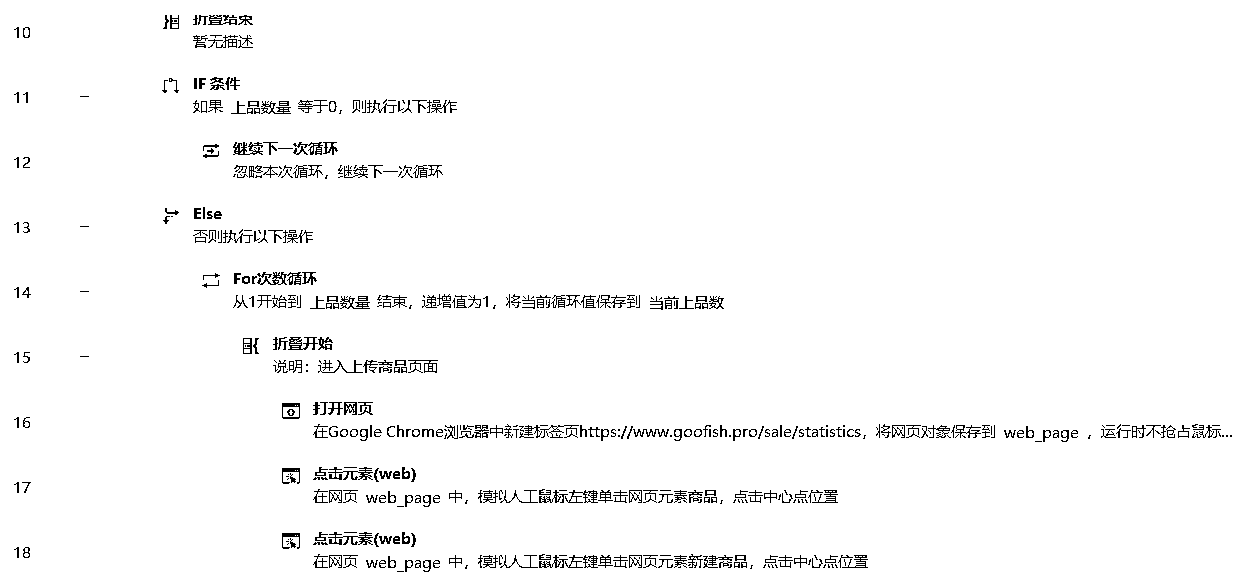 10
折叠结束
暂无描述
11
IF 条件
如果 上品数量 等于0，则执行以下操作
12
继续下一次循环
忽略本次循环，继续下一次循环
13
Else
否则执行以下操作
14
For次数循环
从1开始到 上品数量 结束，递增值为1，将当前循环值保存到 当前上品数
15
折叠开始
说明：进入上传商品页面
16
打开网页
在Google Chrome浏览器中新建标签页https://www.goofish.pro/sale/statistics，将网页对象保存到 web_page ，运行时不抢占鼠标...
17
点击元素(web)
在网页 web_page 中，模拟人工鼠标左键单击网页元素商品，点击中心点位置
18
点击元素(web)
在网页 web_page 中，模拟人工鼠标左键单击网页元素新建商品，点击中心点位置